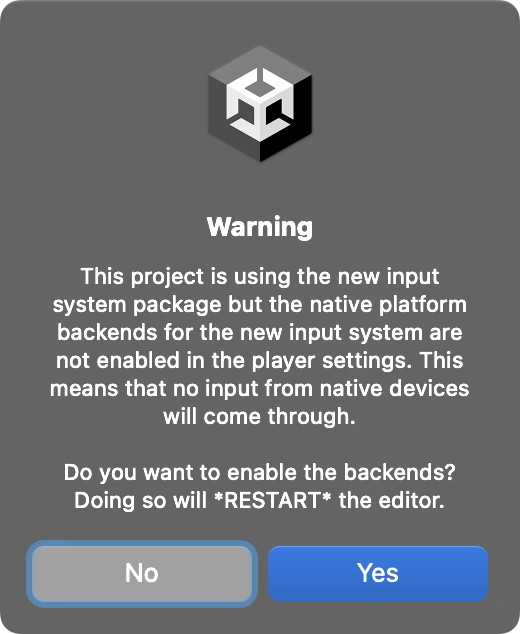 Warning
This project is using the new input
system package but the native platform
backends for the new input system are
not enabled in the player settings. This
means that no input from native devices
will come through.
Do you want to enable the backends?
Doing so will *RESTART* the editor.
No
Yes